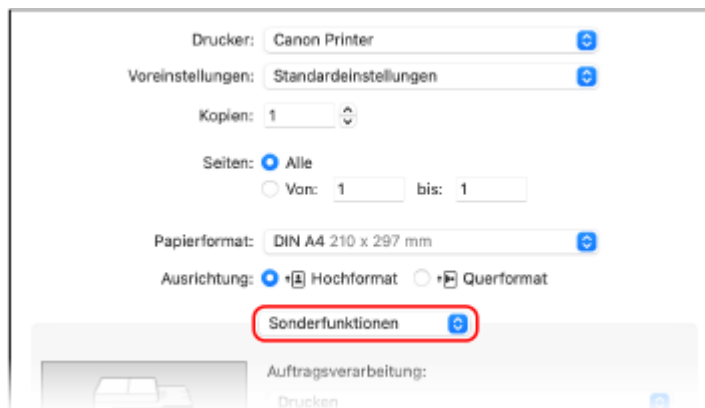 Drucker: Canon Printer
Voreinstellungen: Standardeinstellungen
Kopien: 1
Seiten: Alle
Von: 1 bis: 1
Papierformat: DIN A4 210 x 297 mm
Ausrichtung: Hochformat Querformat
Sonderfunktionen
Auftragsverarbeitung:
Drucken